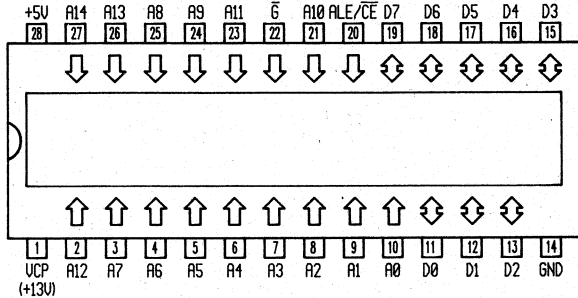 +5V A14 A13 A8 A9 A11 G̅ A10 ALE/C̅E̅ D7 D6 D5 D4 D3
28 27 26 25 24 23 22 21 20 19 18 17 16 15
1 2 3 4 5 6 7 8 9 10 11 12 13 14
VCP A12 A7 A6 A5 A4 A3 A2 A1 A0 D0 D1 D2 GND
(+13V)